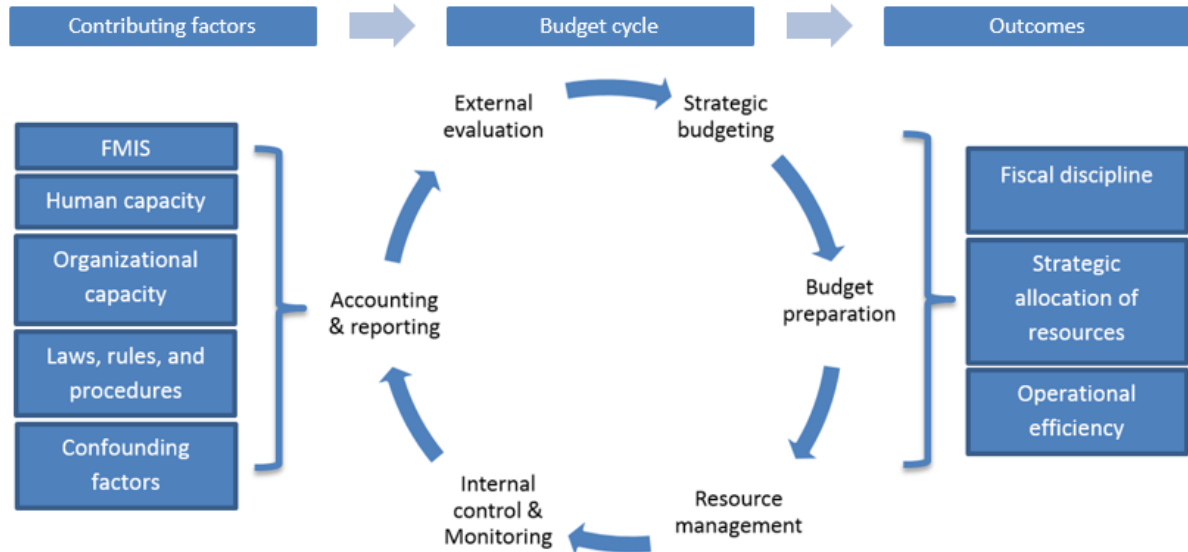 Contributing factors
Budget cycle
Outcomes
FMIS
Human capacity
Organizational
capacity
Laws, rules, and
procedures
Confounding
factors
External
evaluation
Strategic
budgeting
Budget
preparation
Resource
management
Internal
control &
Monitoring
Accounting
& reporting
Fiscal discipline
Strategic
allocation of
resources
Operational
efficiency